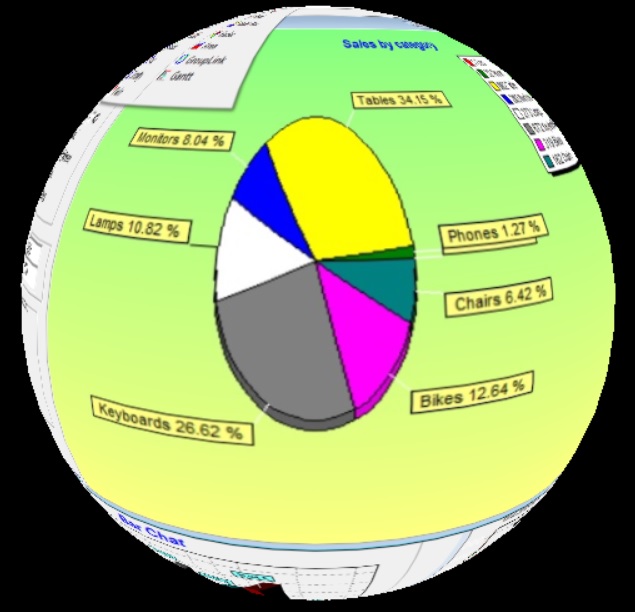 GroupLink
Gantt
Sales by category
Tables 34.15 %
Monitors 8.04 %
Lamps 10.82 %
Phones 1.27 %
Chairs 6.42 %
Bikes 12.64 %
Keyboards 26.62 %
Bar Chat